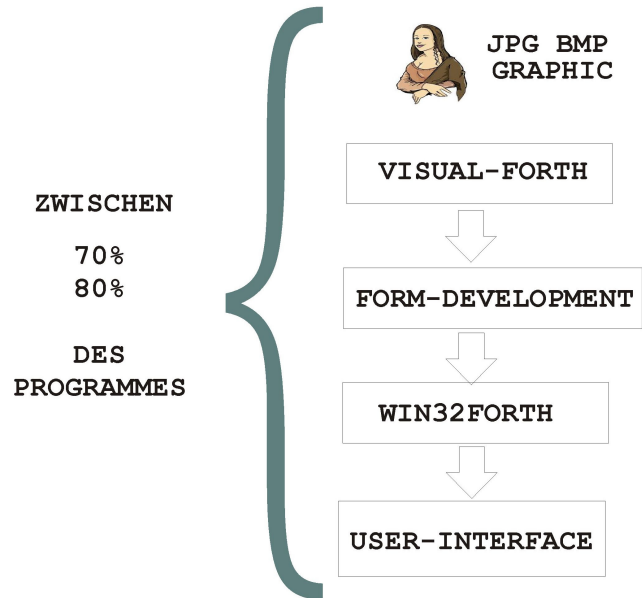 ZWISCHEN
70%
80%
DES
PROGRAMMES
JPG BMP
GRAPHIC
VISUAL-FORTH
FORM-DEVELOPMENT
WIN32FORTH
USER-INTERFACE